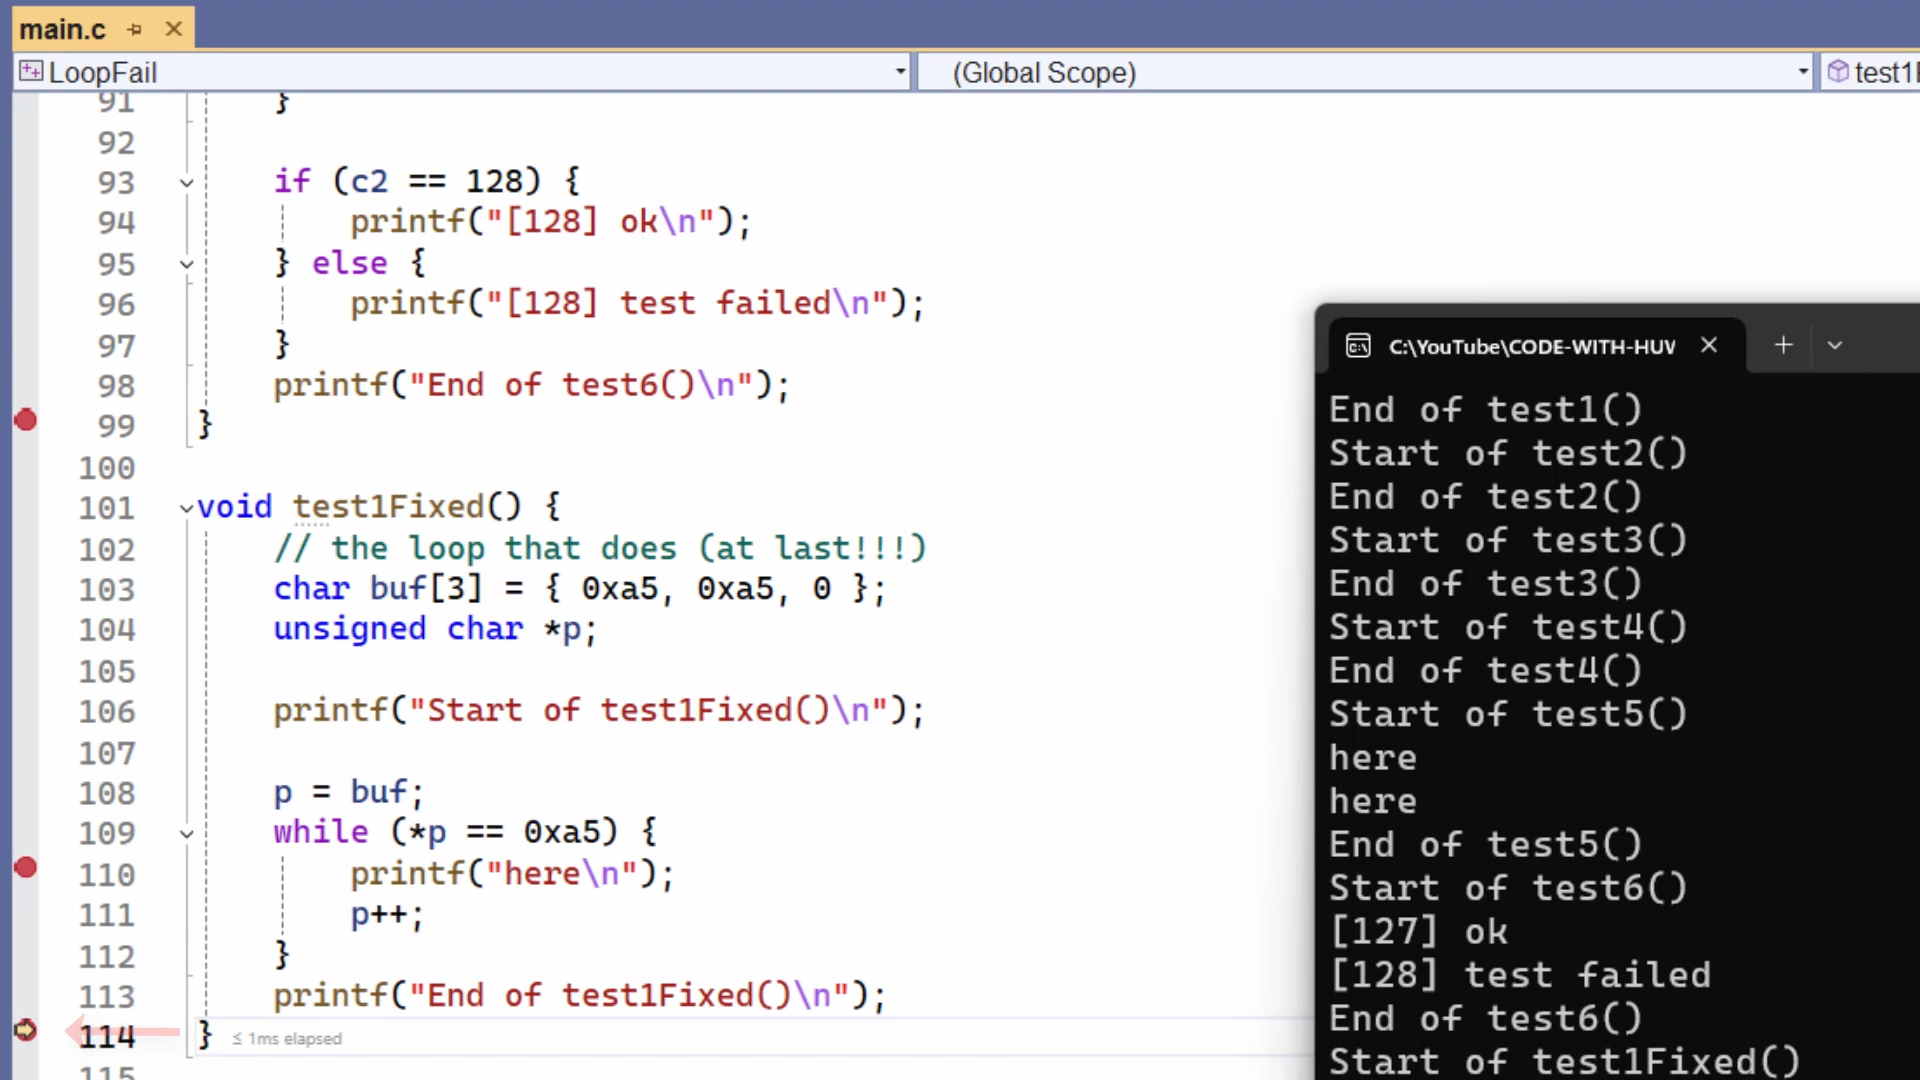 main.c
LoopFail
(Global Scope)
test1F
91 }
92
93 if (c2 == 128) {
94 printf("[128] ok\n");
95 } else {
96 printf("[128] test failed\n");
97 }
98 printf("End of test6()\n");
99 }
100
101 void test1Fixed() {
102 // the loop that does (at last!!!)
103 char buf[3] = { 0xa5, 0xa5, 0 };
104 unsigned char *p;
105
106 printf("Start of test1Fixed()\n");
107
108 p = buf;
109 while (*p == 0xa5) {
110 printf("here\n");
111 p++;
112 }
113 printf("End of test1Fixed()\n");
114 } ≤ 1ms elapsed
115
C:\YouTube\CODE-WITH-HUW
End of test1()
Start of test2()
End of test2()
Start of test3()
End of test3()
Start of test4()
End of test4()
Start of test5()
here
here
End of test5()
Start of test6()
[127] ok
[128] test failed
End of test6()
Start of test1Fixed()